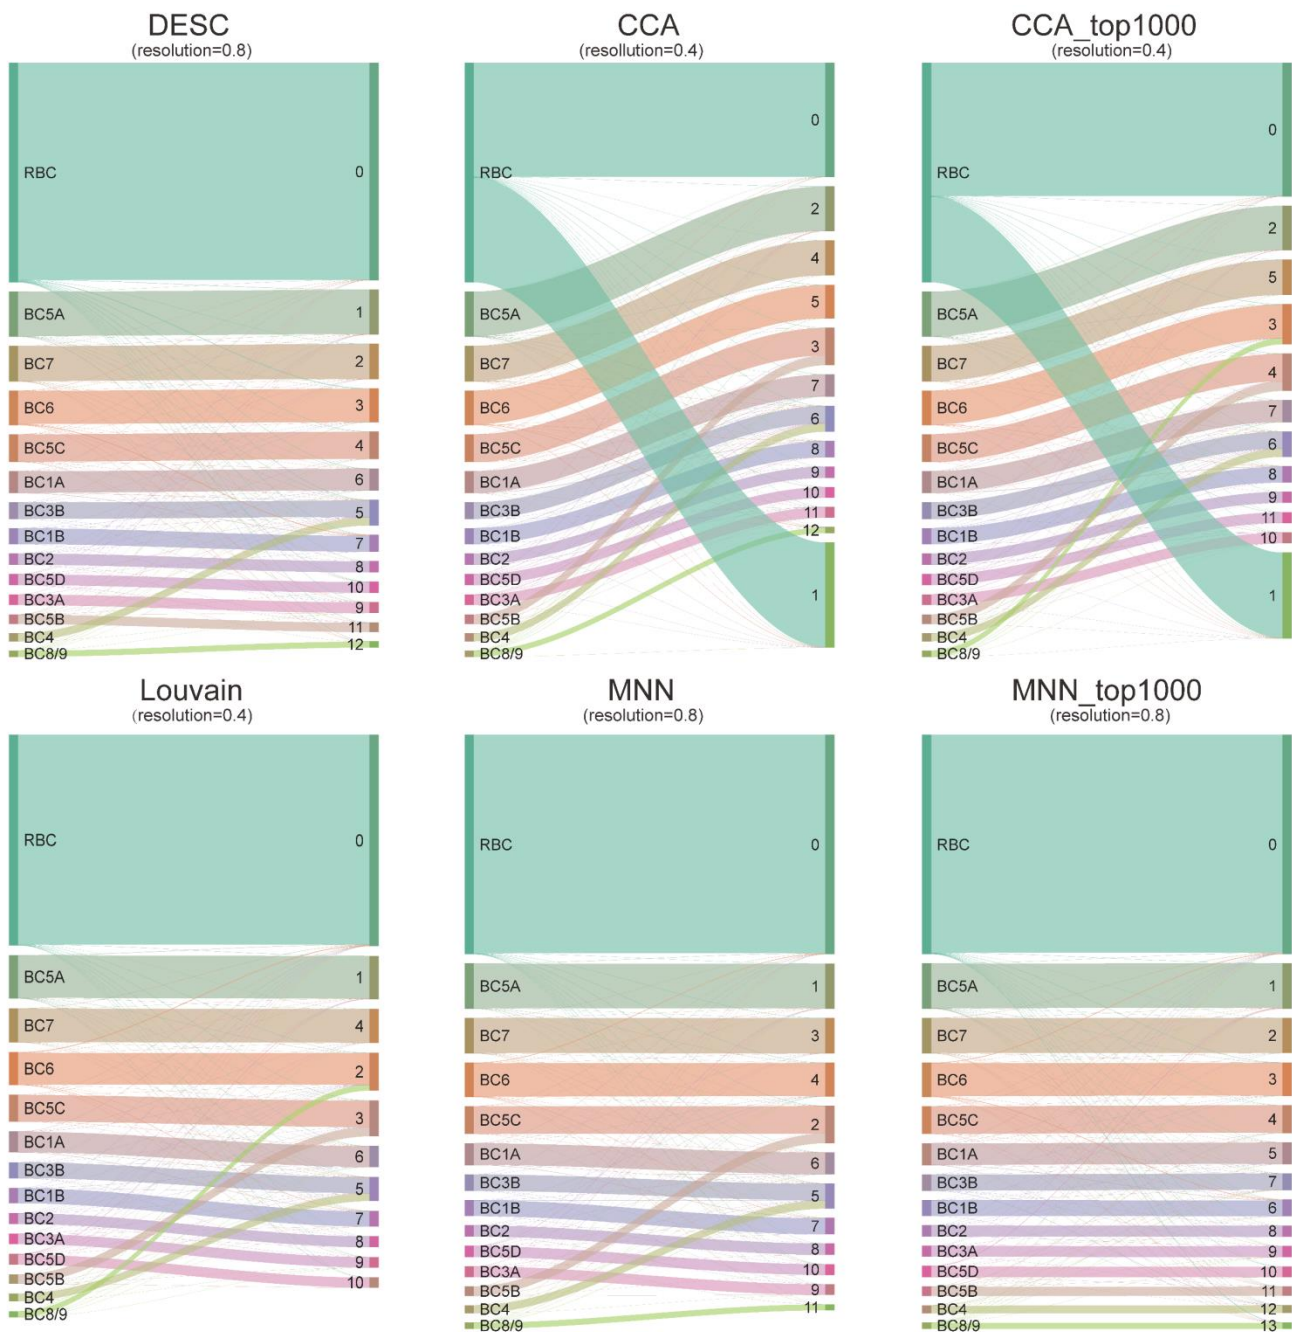 DESC
(resolution=0.8)
RBC
0
BC5A
1
BC7
2
BC6
3
BC5C
4
BC1A
6
BC3B
5
BC1B
7
BC2
8
BC5D
10
BC3A
9
BC5B
11
BC4
12
BC8/9
CCA
(resollution=0.4)
0
RBC
2
4
5
BC5A
3
BC7
7
BC6
6
8
BC5C
9
BC1A
10
BC3B
11
12
BC1B
BC2
BC5D
1
BC3A
BC5B
BC4
BC8/9
CCA_top1000
(resolution=0.4)
0
RBC
2
5
BC5A
3
BC7
4
BC6
7
6
BC5C
8
BC1A
9
BC3B
11
BC1B
10
BC2
BC5D
1
BC3A
BC5B
BC4
BC8/9
Louvain
(resolution=0.4)
RBC
0
BC5A
1
BC7
4
BC6
2
BC5C
3
BC1A
6
BC3B
5
BC1B
7
BC2
8
BC3A
9
BC5D
10
BC5B
BC4
BC8/9
MNN
(resolution=0.8)
RBC
0
BC5A
1
BC7
3
BC6
4
BC5C
2
BC1A
6
BC3B
5
BC1B
7
BC2
8
BC5D
10
BC3A
9
BC5B
11
BC4
BC8/9
MNN_top1000
(resolution=0.8)
RBC
0
BC5A
1
BC7
2
BC6
3
BC5C
4
BC1A
5
BC3B
7
BC1B
6
BC2
8
BC3A
9
BC5D
10
BC5B
11
BC4
12
BC8/9
13